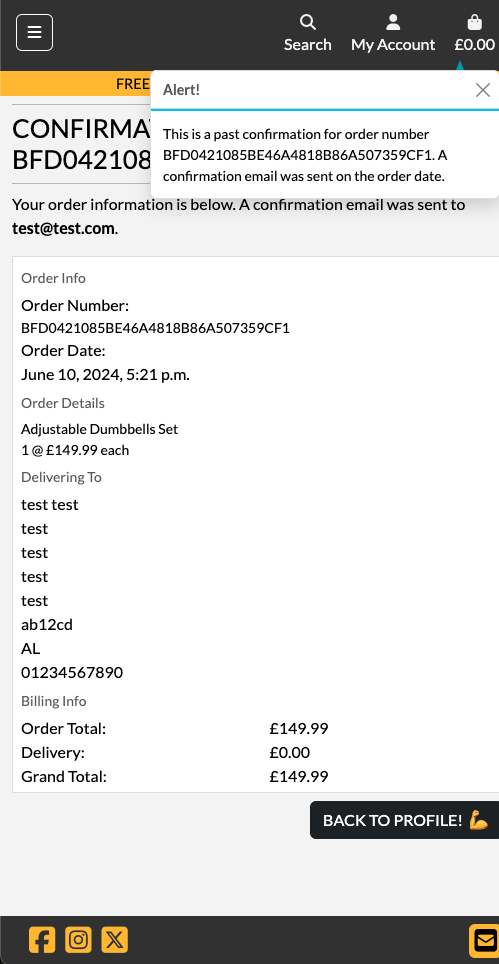 Search
My Account
£0.00
FREE
Alert!
This is a past confirmation for order number
BFD0421085BE46A4818B86A507359CF1. A
confirmation email was sent on the order date.
BFD042108
Your order information is below. A confirmation email was sent to
test@test.com.
Order Info
Order Number:
BFD0421085BE46A4818B86A507359CF1
Order Date:
June 10, 2024, 5:21 p.m.
Order Details
Adjustable Dumbbells Set
1 @ £149.99 each
Delivering To
test test
test
test
test
test
ab12cd
AL
01234567890
Billing Info
Order Total: £149.99
Delivery: £0.00
Grand Total: £149.99
BACK TO PROFILE! 💪